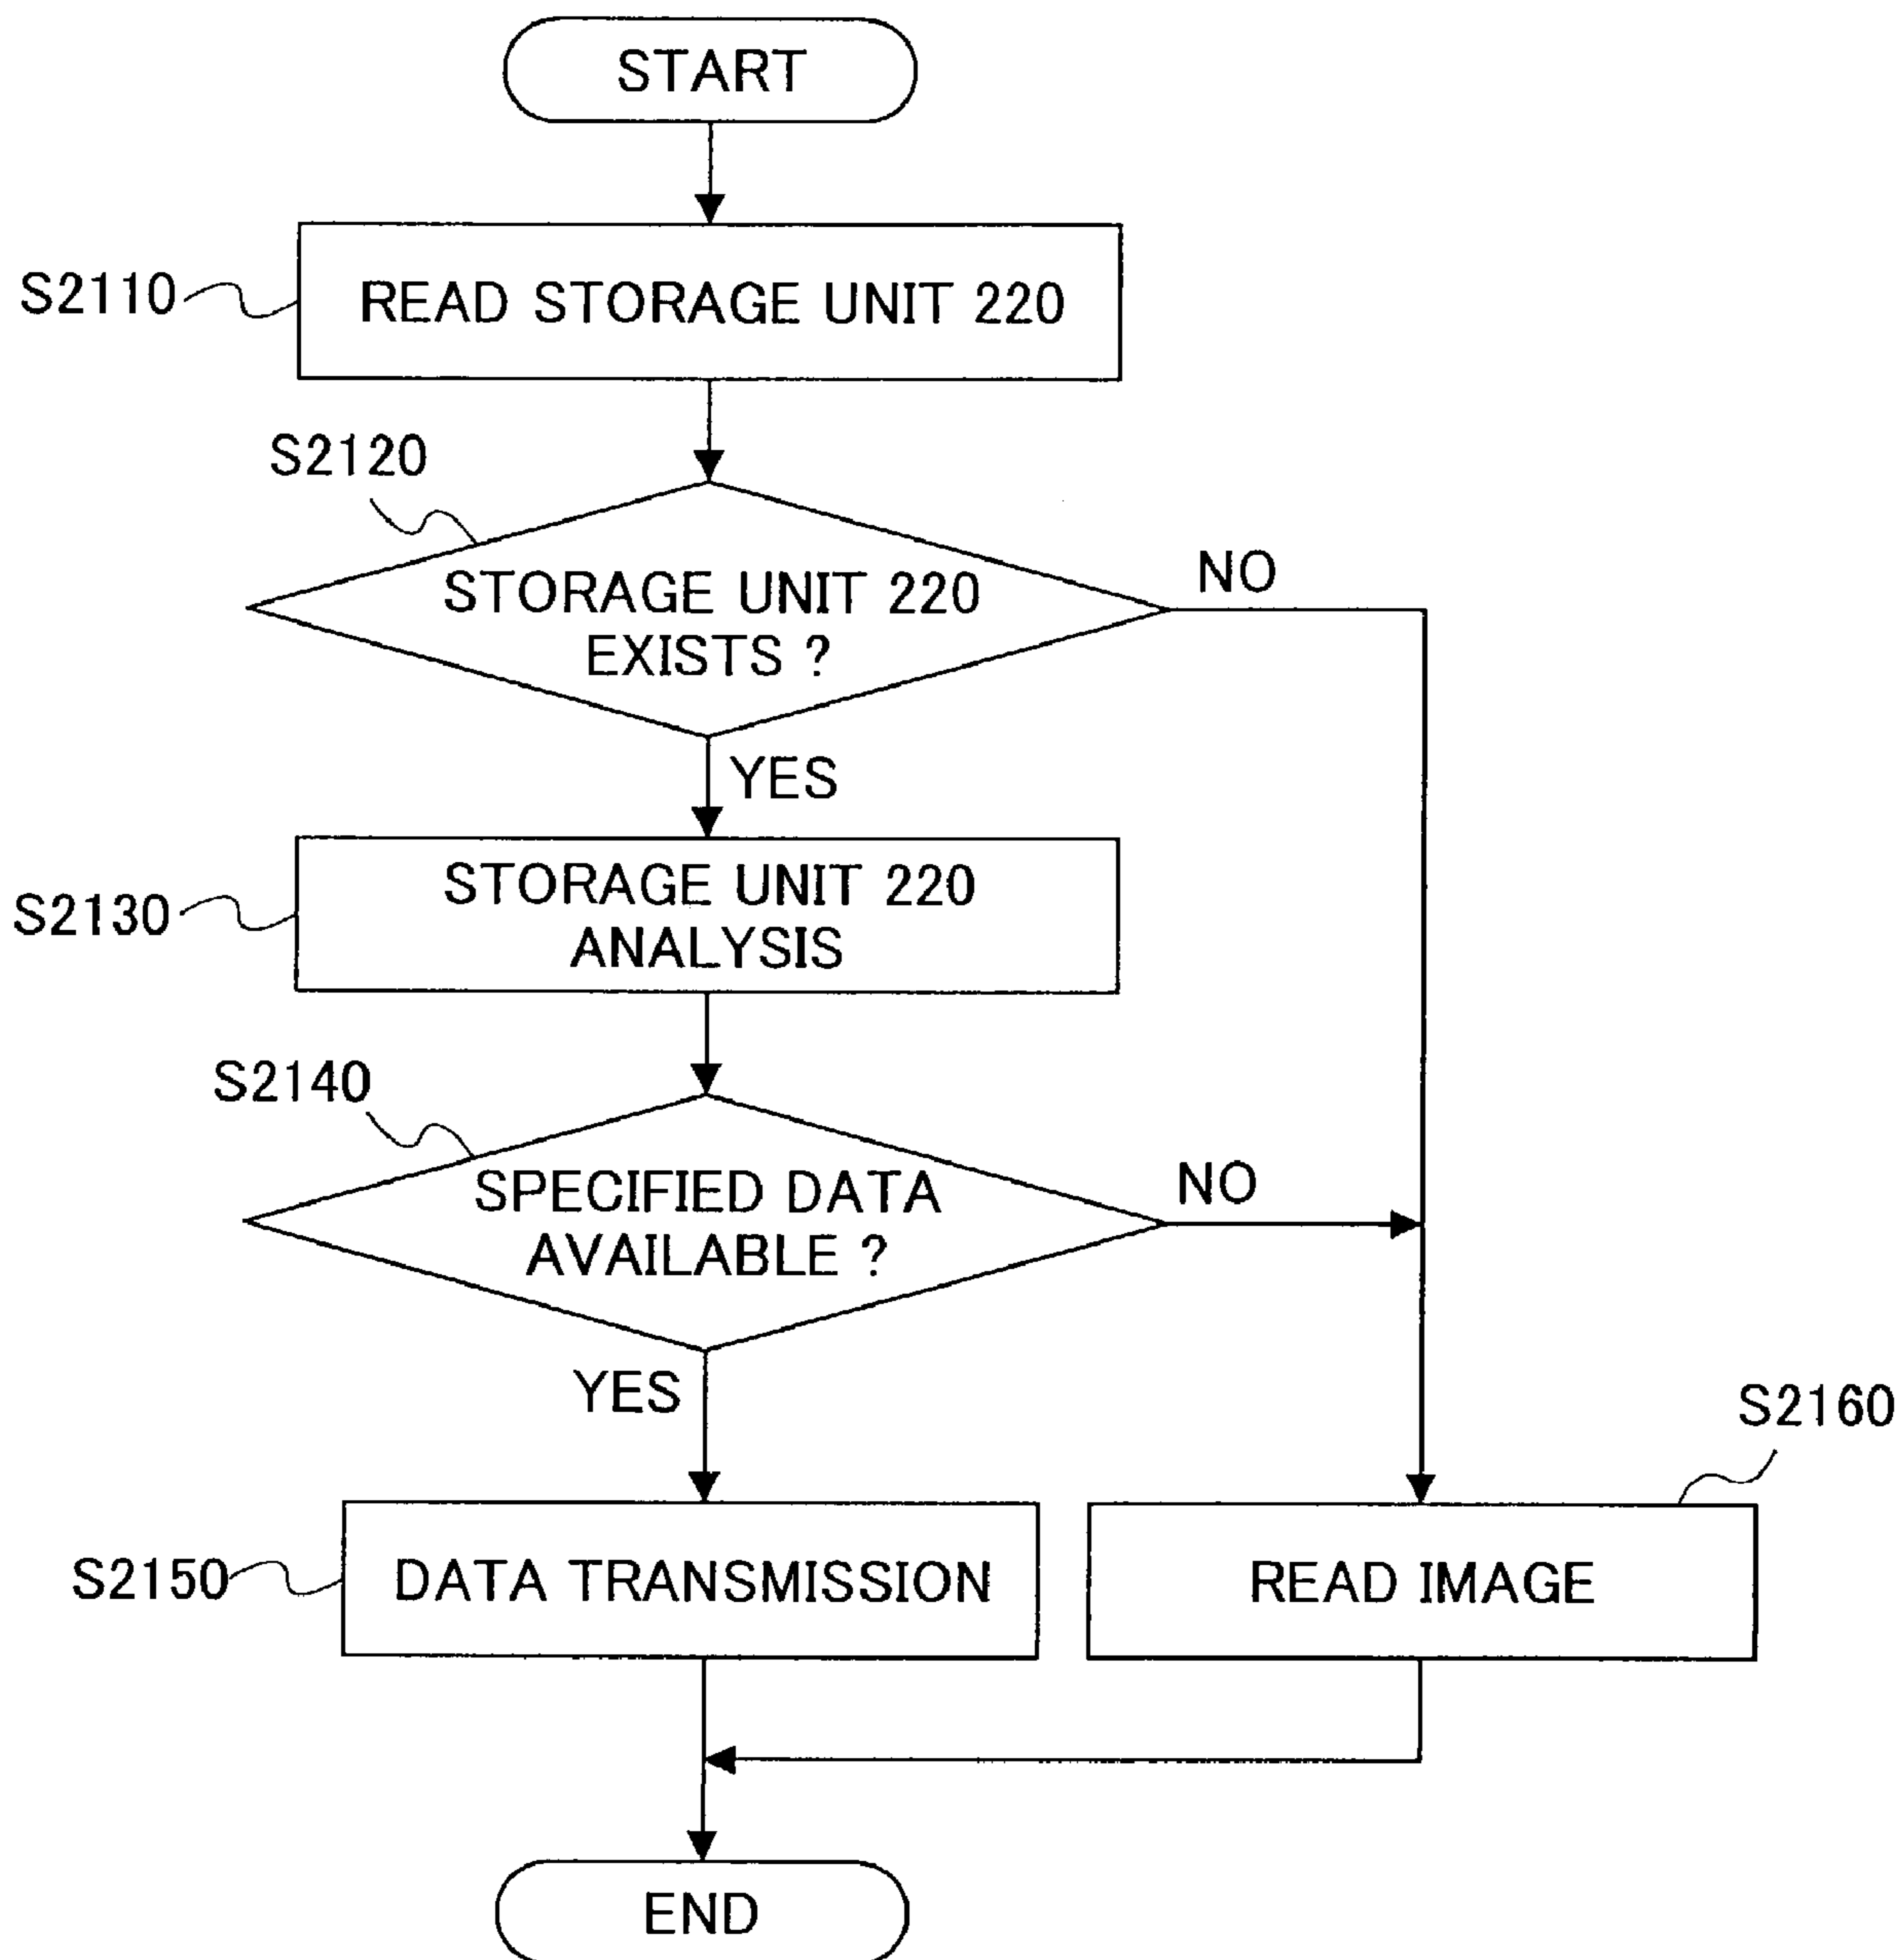 START
S2110
READ STORAGE UNIT 220
S2120
STORAGE UNIT 220
EXISTS ?
NO
YES
S2130
STORAGE UNIT 220
ANALYSIS
S2140
SPECIFIED DATA
AVAILABLE ?
NO
YES
S2160
S2150
DATA TRANSMISSION
READ IMAGE
END